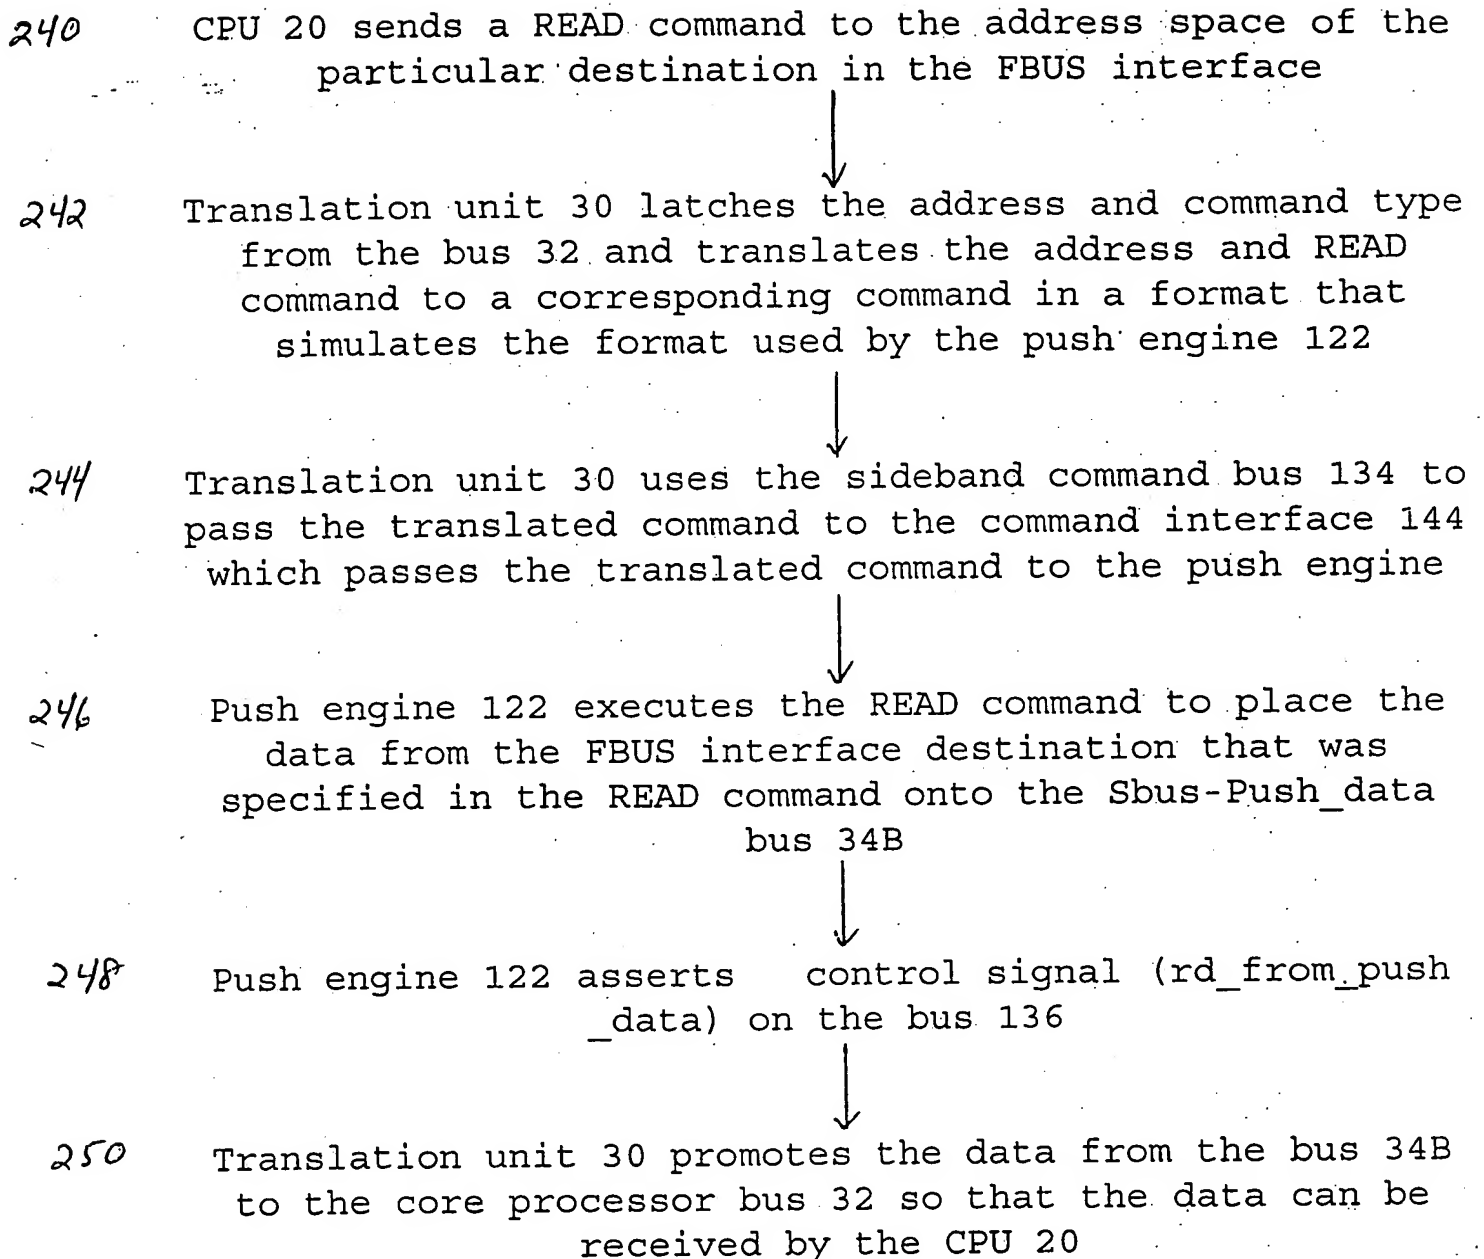 240 CPU 20 sends a READ command to the address space of the
particular destination in the FBUS interface
242 Translation unit 30 latches the address and command type
from the bus 32 and translates the address and READ
command to a corresponding command in a format that
simulates the format used by the push engine 122
244 Translation unit 30 uses the sideband command bus 134 to
pass the translated command to the command interface 144
which passes the translated command to the push engine
246 Push engine 122 executes the READ command to place the
data from the FBUS interface destination that was
specified in the READ command onto the Sbus-Push_data
bus 34B
248 Push engine 122 asserts control signal (rd_from_push
_data) on the bus 136
250 Translation unit 30 promotes the data from the bus 34B
to the core processor bus 32 so that the data can be
received by the CPU 20